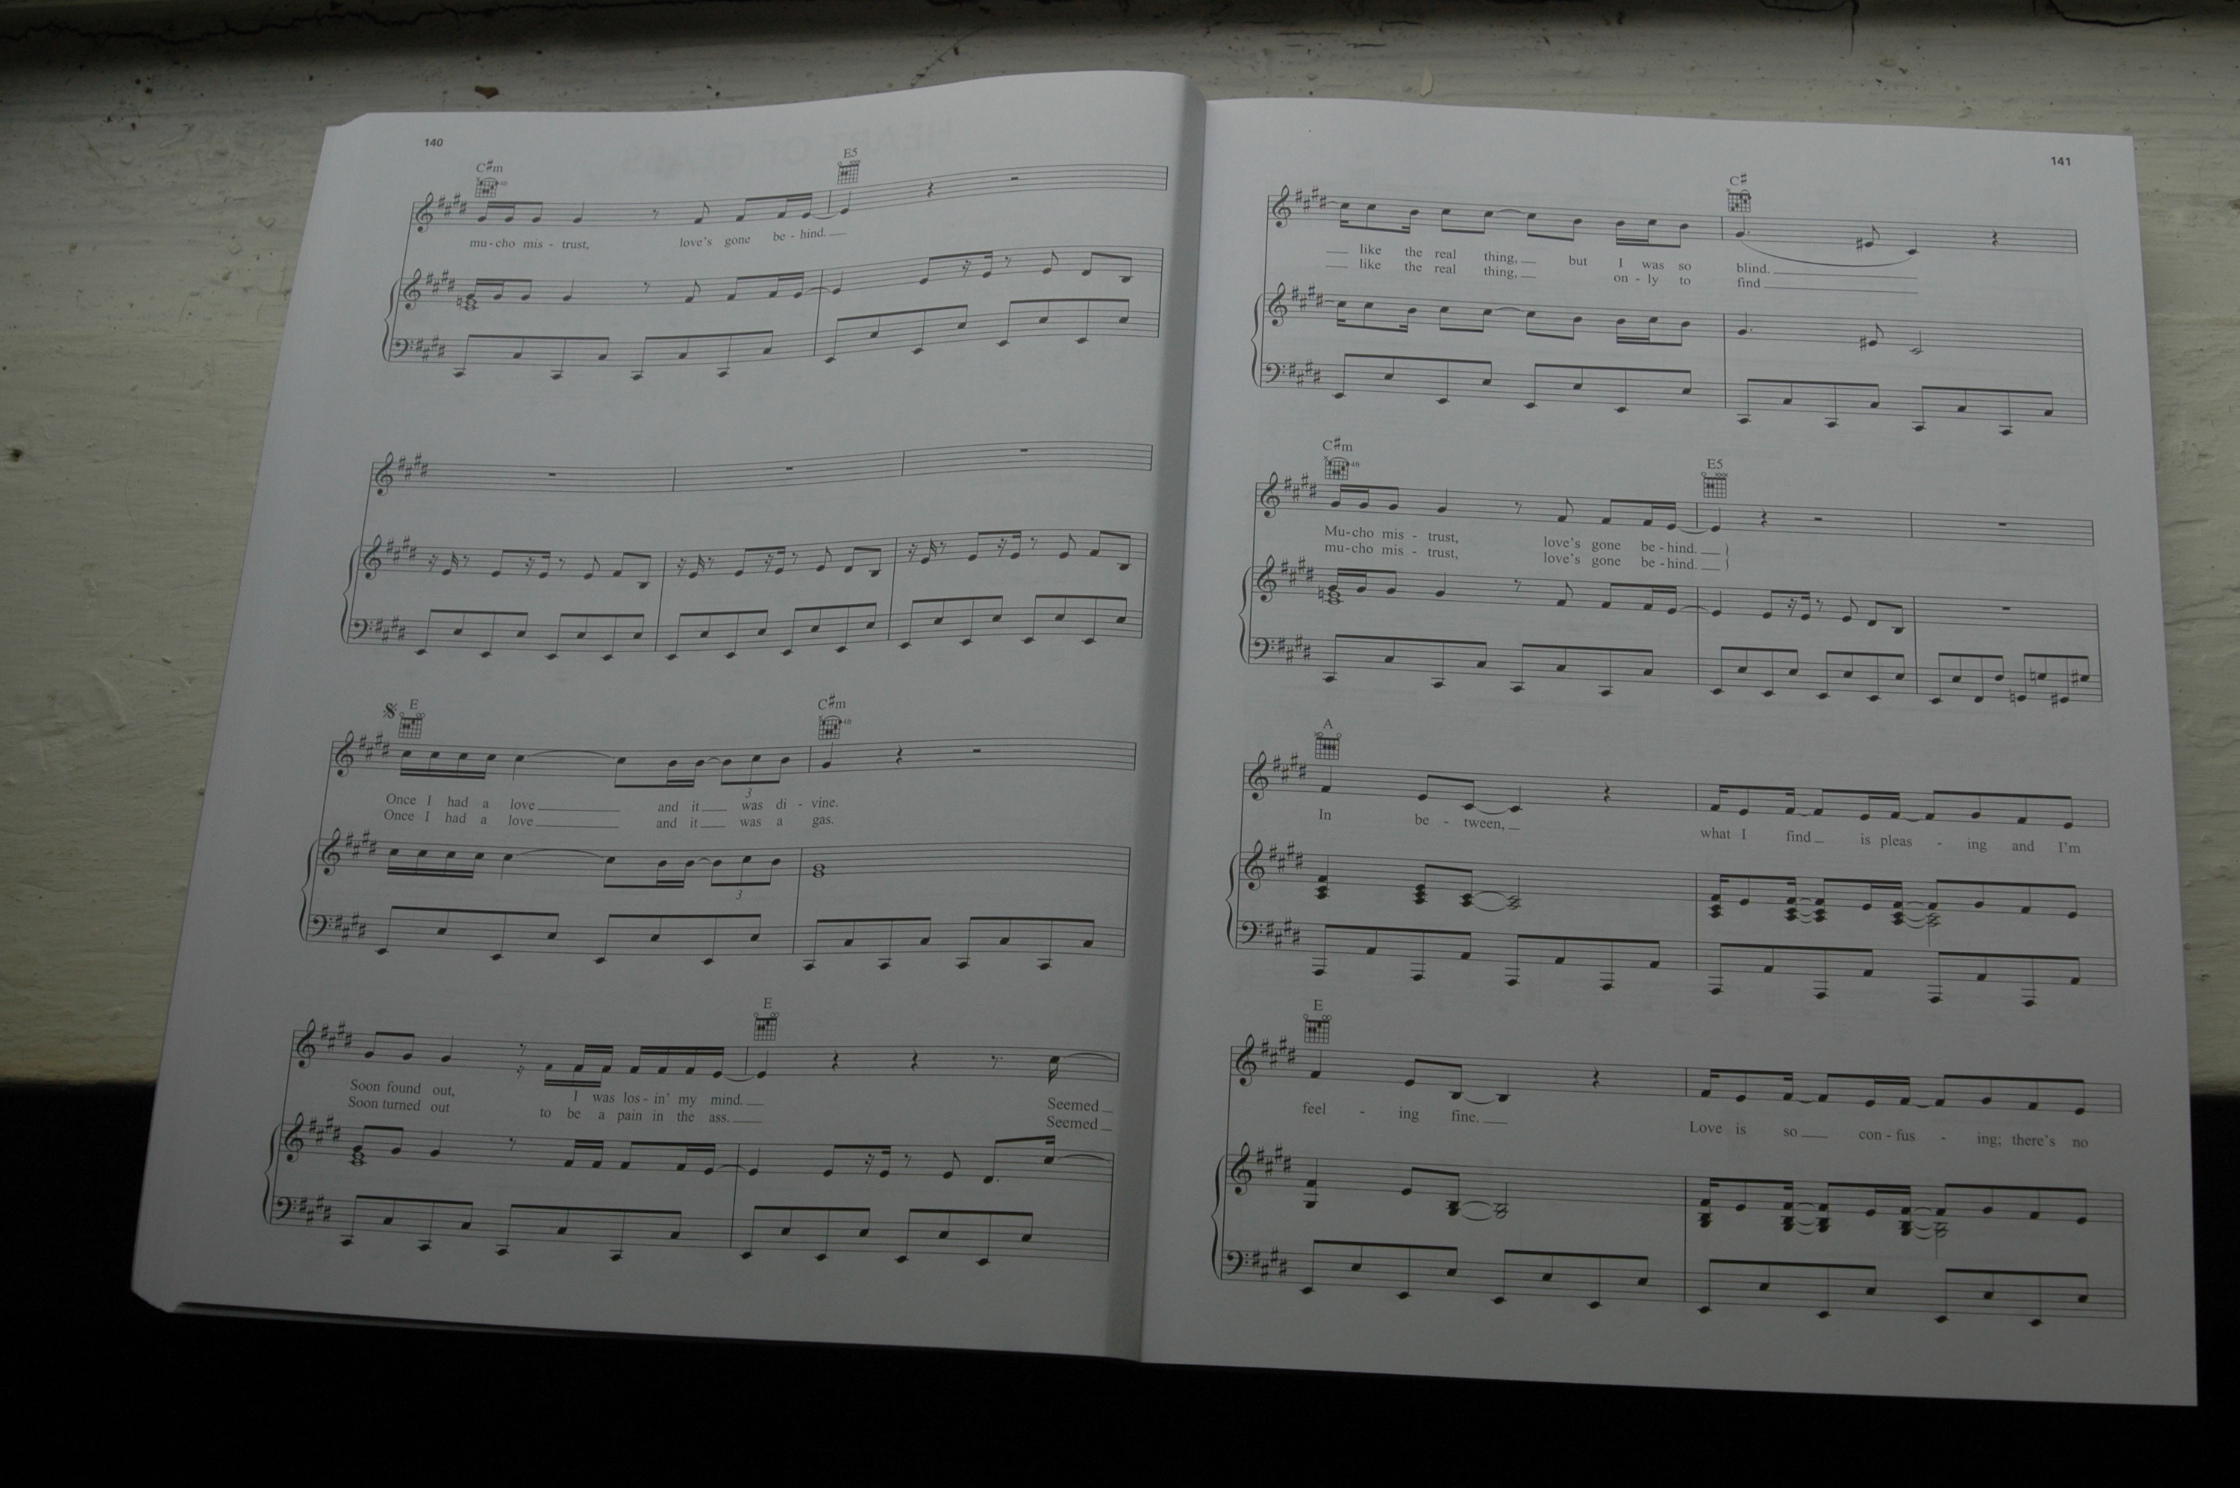 140
C#m E5
mu - cho mis - trust, love's gone be - hind.
E C#m
3
Once I had a love and it was di - vine.
Once I had a love and it was a gas.
3
E
Soon found out, I was los - in' my mind. Seemed
Soon turned out to be a pain in the ass. Seemed
141
C#
like the real thing, but I was so blind.
like the real thing, on - ly to find
C#m E5
Mu - cho mis - trust, love's gone be - hind.
mu - cho mis - trust, love's gone be - hind.
A
In be - tween, what I find is pleas - ing and I'm
E
feel - ing fine. Love is so con - fus - ing; there's no